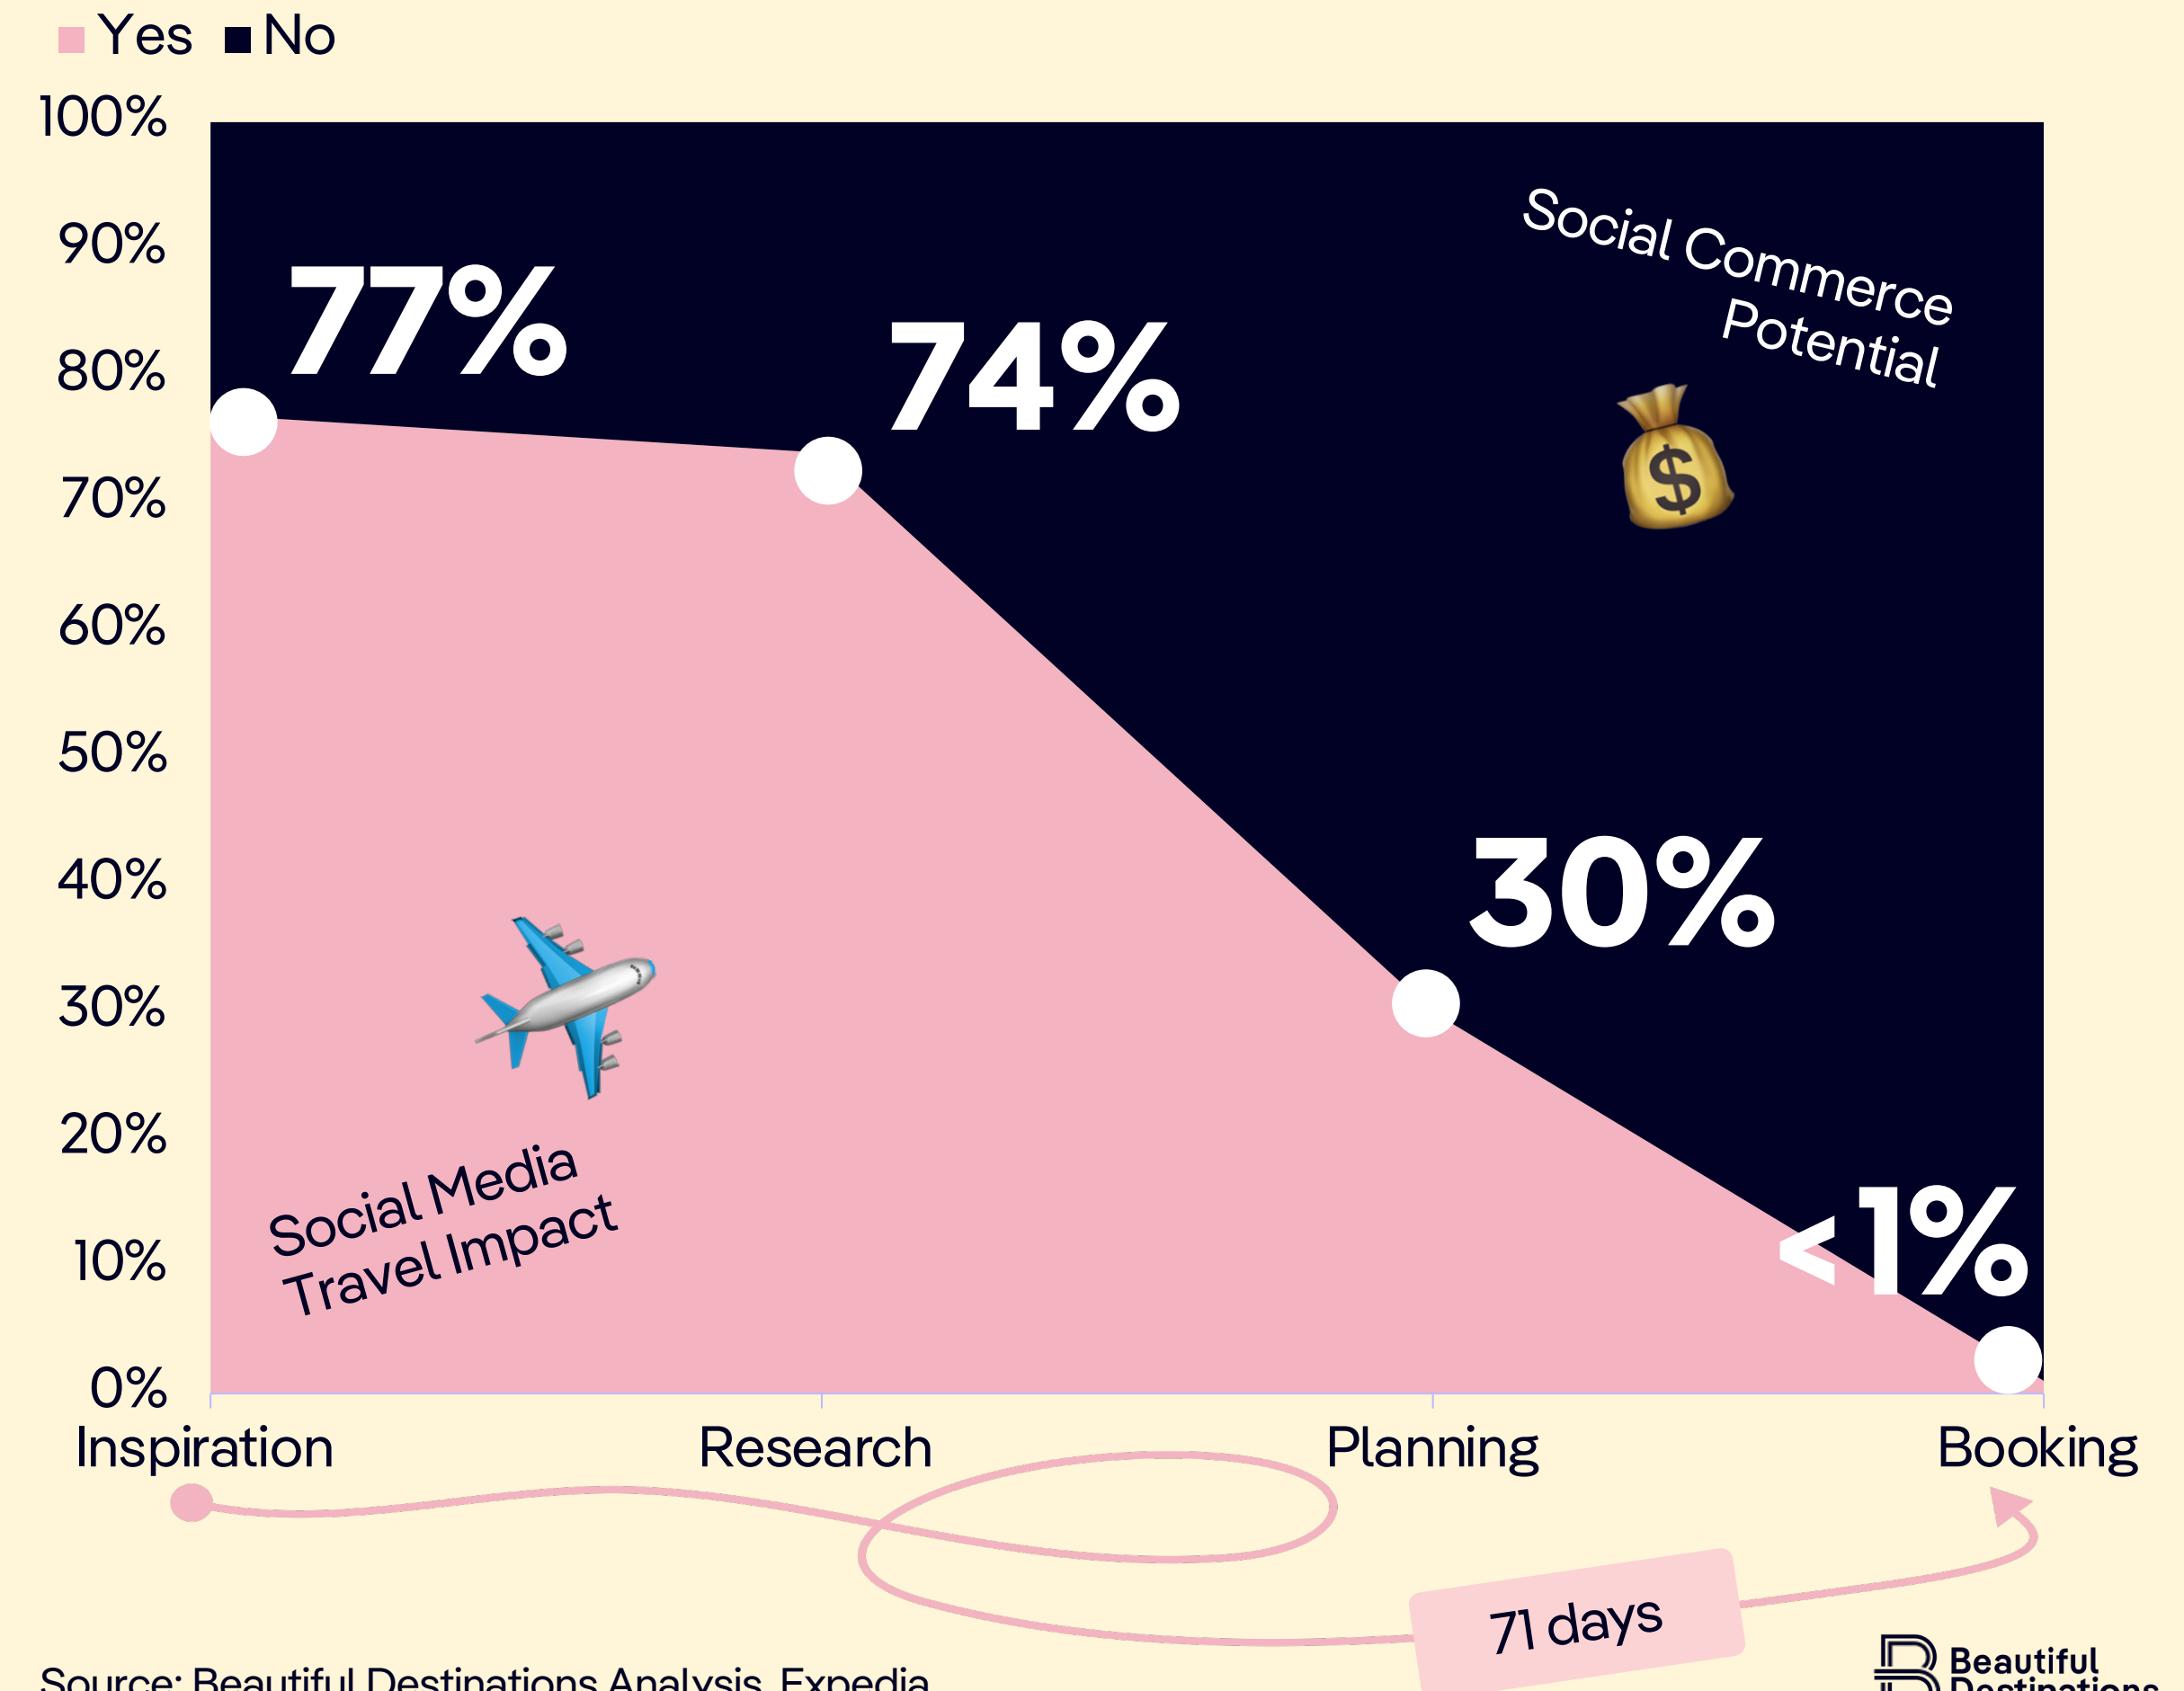 Yes No
100%
90%
80%
70%
60%
50%
40%
30%
20%
10%
0%
77%
74%
30%
<1%
Social Commerce
Potential
$
Social Media
Travel Impact
Inspiration Research Planning Booking
71 days
Source: Beautiful Destinations Analysis, Expedia
Beautiful
Destinations